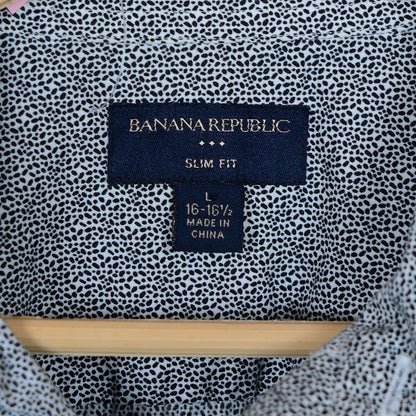 BANANA REPUBLIC
SLIM FIT
L
16-16½
MADE IN
CHINA